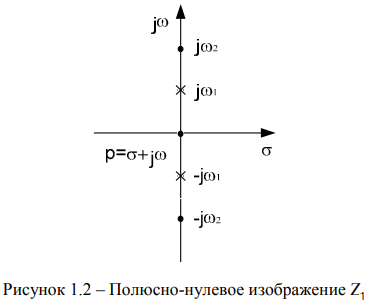 jω
jω₂
jω₁
σ
p=σ+jω
-jω₁
-jω₂
Рисунок 1.2 – Полюсно-нулевое изображение Z₁